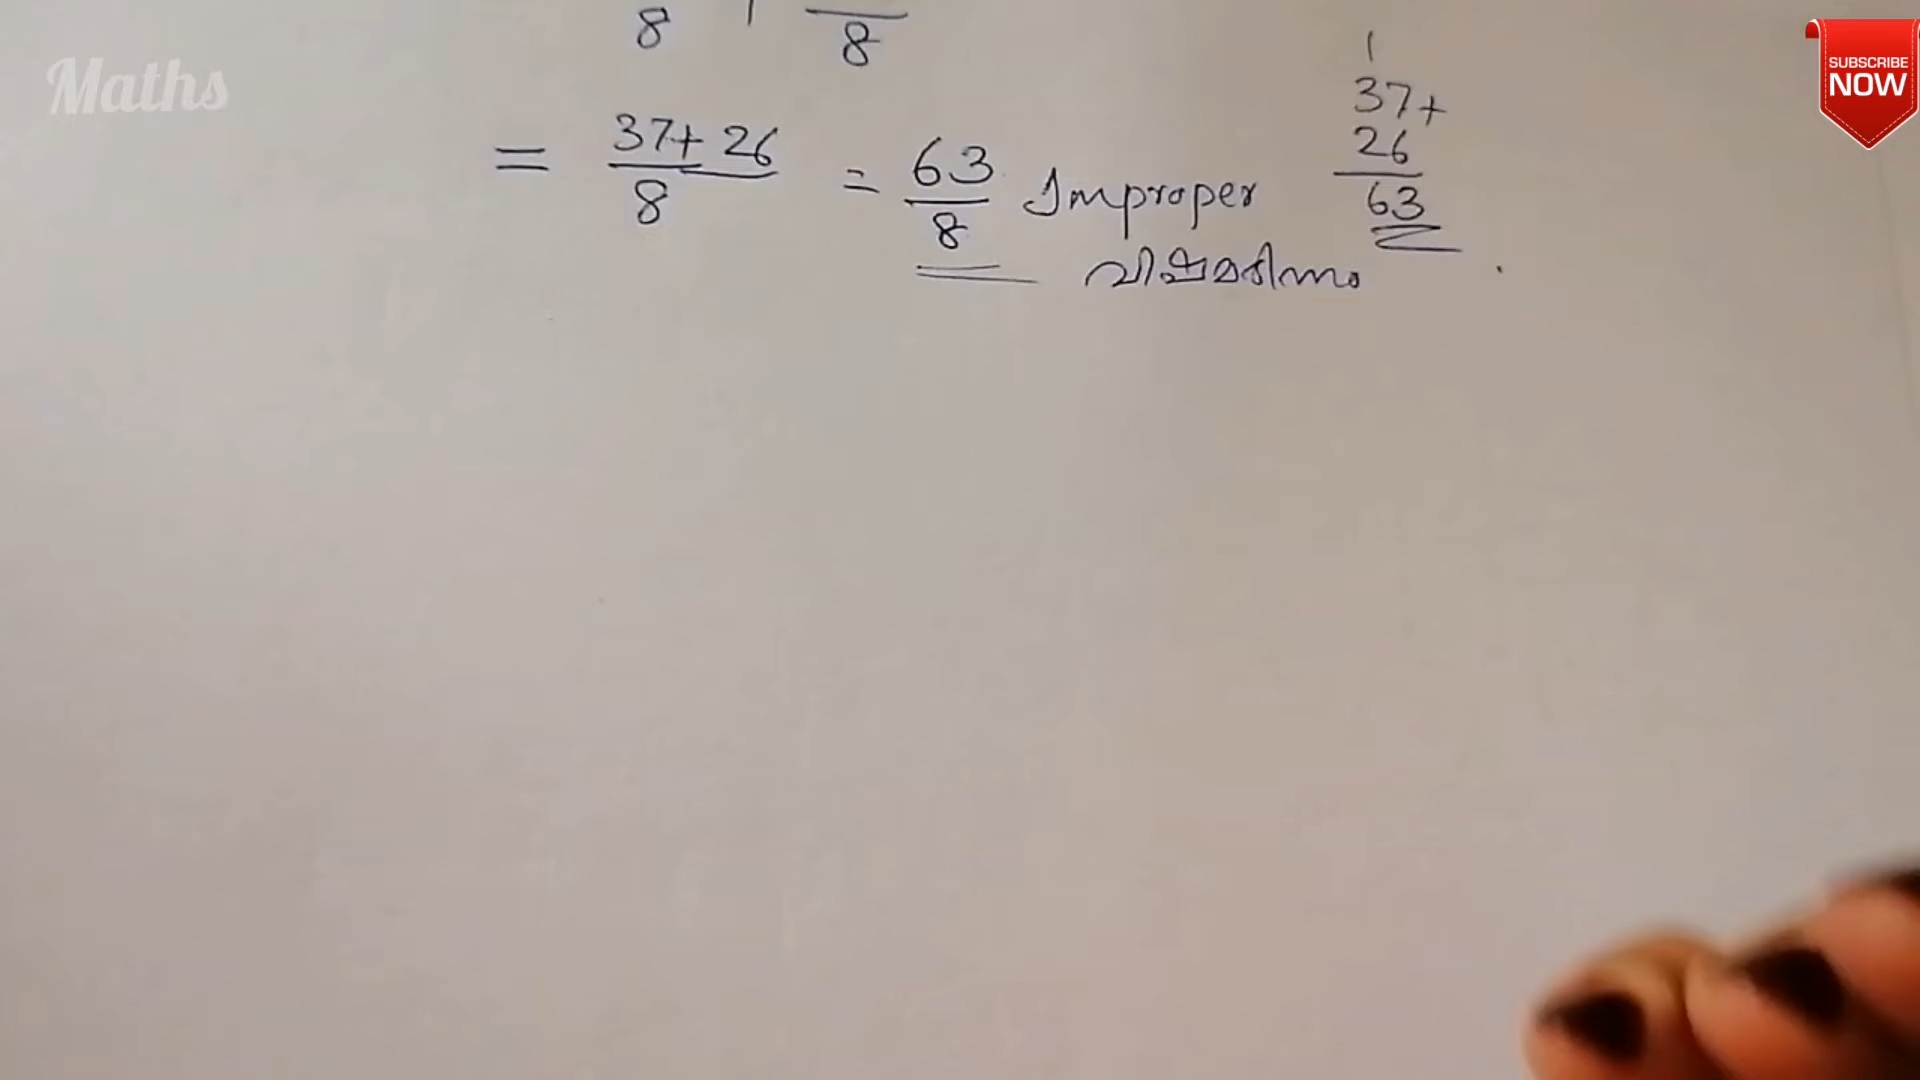 8 + 8
Maths
SUBSCRIBE
NOW
= 37+26/8 = 63/8 Improper
വിഷമഭിന്നം
1
37+
26
63